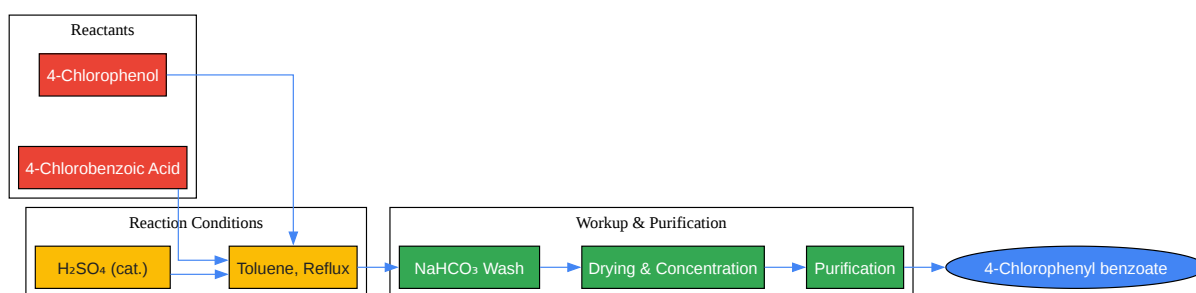 Reactants
4-Chlorophenol
4-Chlorobenzoic Acid
Reaction Conditions
H₂SO₄ (cat.)
Toluene, Reflux
Workup & Purification
NaHCO₃ Wash
Drying & Concentration
Purification
4-Chlorophenyl benzoate